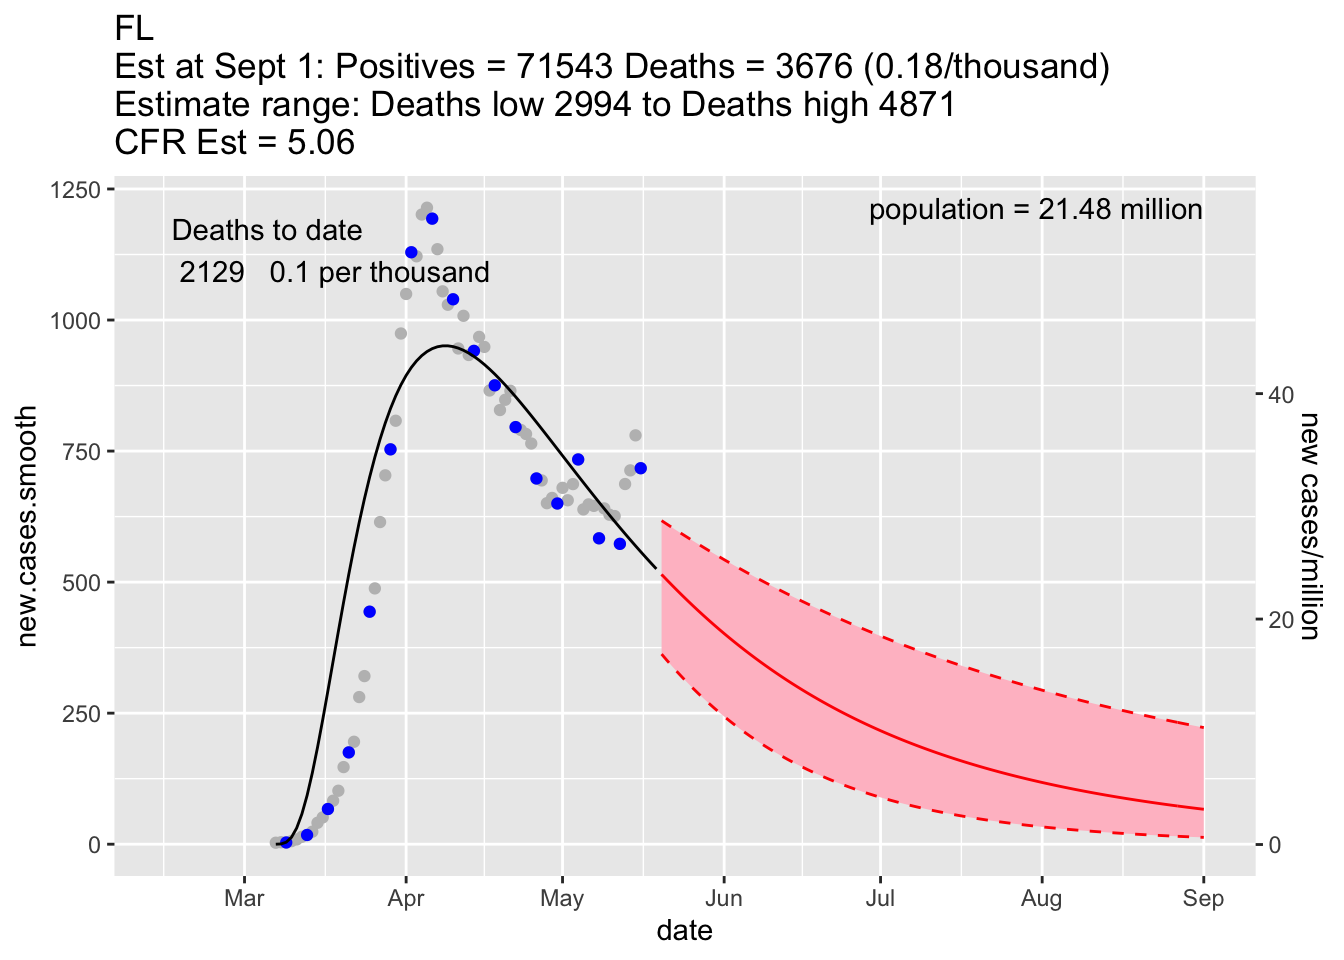 FL
Est at Sept 1: Positives = 71543 Deaths = 3676 (0.18/thousand)
Estimate range: Deaths low 2994 to Deaths high 4871
CFR Est = 5.06
1250
1000
750
500
250
0
new.cases.smooth
Deaths to date
2129 0.1 per thousand
population = 21.48 million
40
20
0
new cases/million
Mar Apr May Jun Jul Aug Sep
date